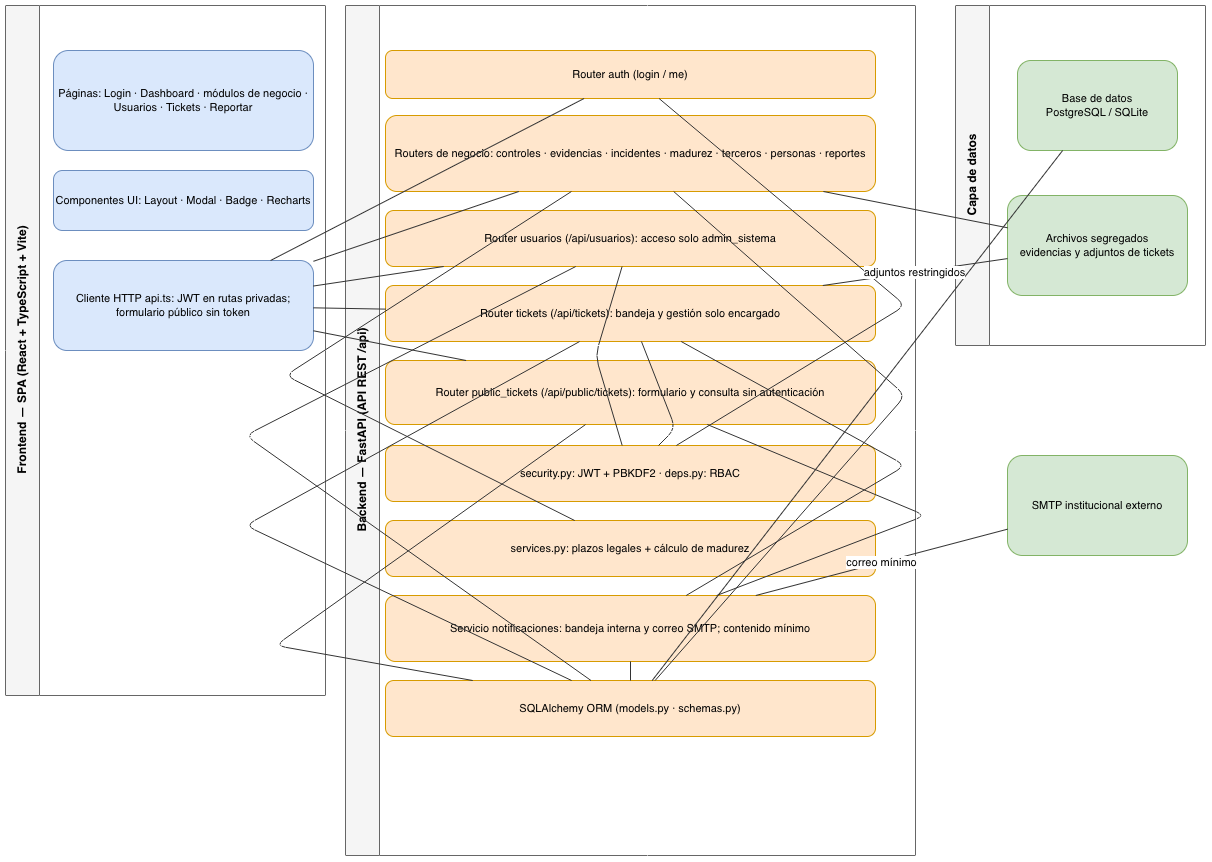 Frontend — SPA (React + TypeScript + Vite)
Páginas: Login · Dashboard · módulos de negocio ·
Usuarios · Tickets · Reportar
Componentes UI: Layout · Modal · Badge · Recharts
Cliente HTTP api.ts: JWT en rutas privadas;
formulario público sin token
Backend — FastAPI (API REST /api)
Router auth (login / me)
Routers de negocio: controles · evidencias · incidentes · madurez · terceros · personas · reportes
Router usuarios (/api/usuarios): acceso solo admin_sistema
Router tickets (/api/tickets): bandeja y gestión solo encargado
Router public_tickets (/api/public/tickets): formulario y consulta sin autenticación
security.py: JWT + PBKDF2 · deps.py: RBAC
services.py: plazos legales + cálculo de madurez
Servicio notificaciones: bandeja interna y correo SMTP; contenido mínimo
SQLAlchemy ORM (models.py · schemas.py)
adjuntos restringidos
correo mínimo
Capa de datos
Base de datos
PostgreSQL / SQLite
Archivos segregados
evidencias y adjuntos de tickets
SMTP institucional externo